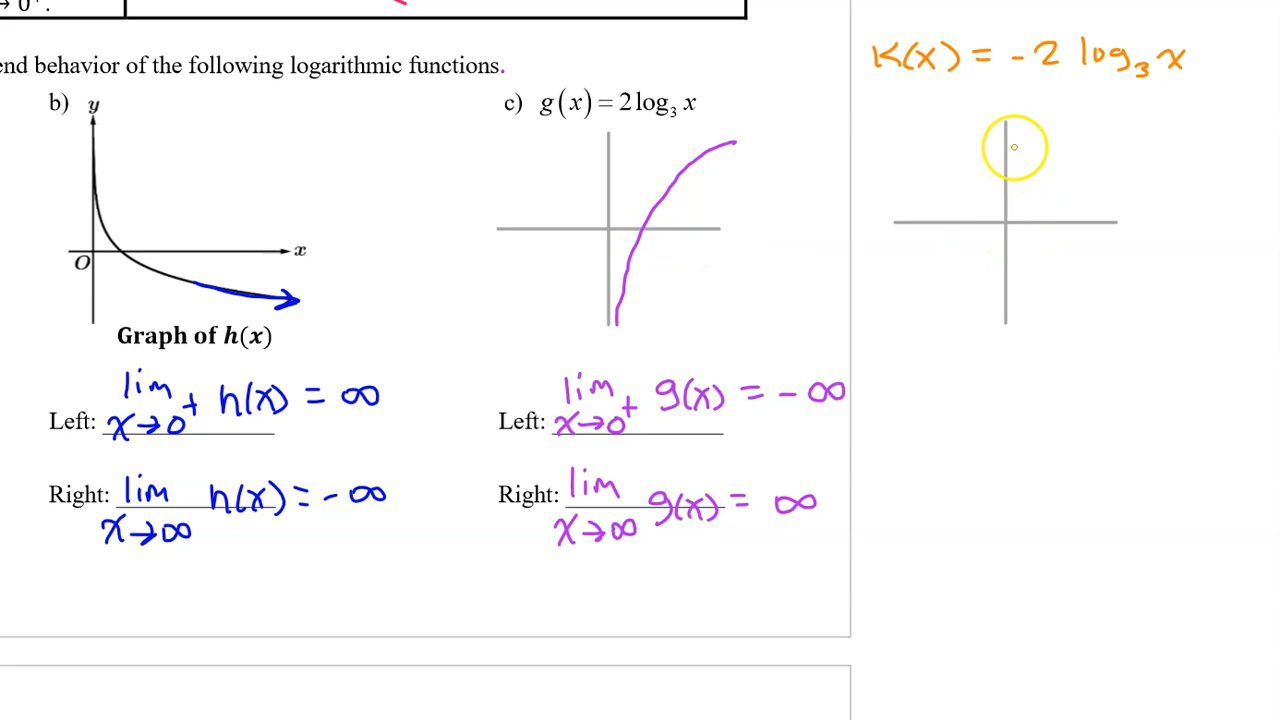 → 0⁺.
end behavior of the following logarithmic functions.
K(x) = -2 log₃ x
b)
y
x
O
Graph of h(x)
c) g(x) = 2 log₃ x
Left: lim x→0⁺ h(x) = ∞
Right: lim x→∞ h(x) = -∞
Left: lim x→0⁺ g(x) = -∞
Right: lim x→∞ g(x) = ∞